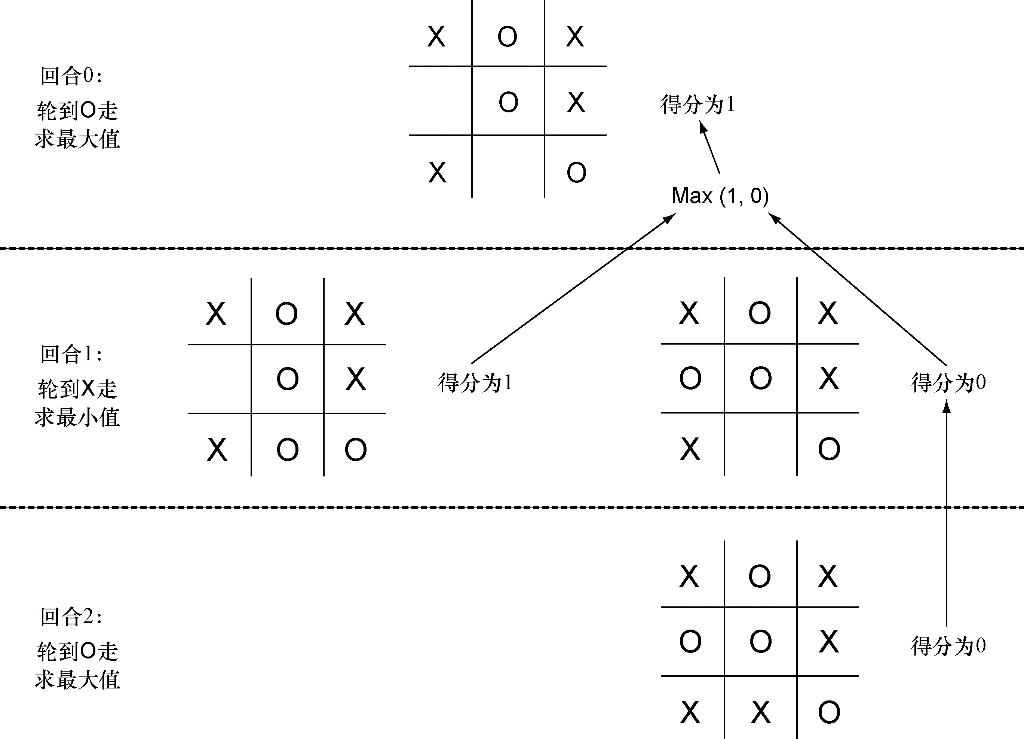 X O X
回合0：
轮到O走
求最大值
O X
得分为1
X O
Max (1, 0)
X O X
X O X
回合1：
轮到X走
求最小值
O X
得分为1
O O X
得分为0
X O O
X O
X O X
回合2：
轮到O走
求最大值
O O X
得分为0
X X O